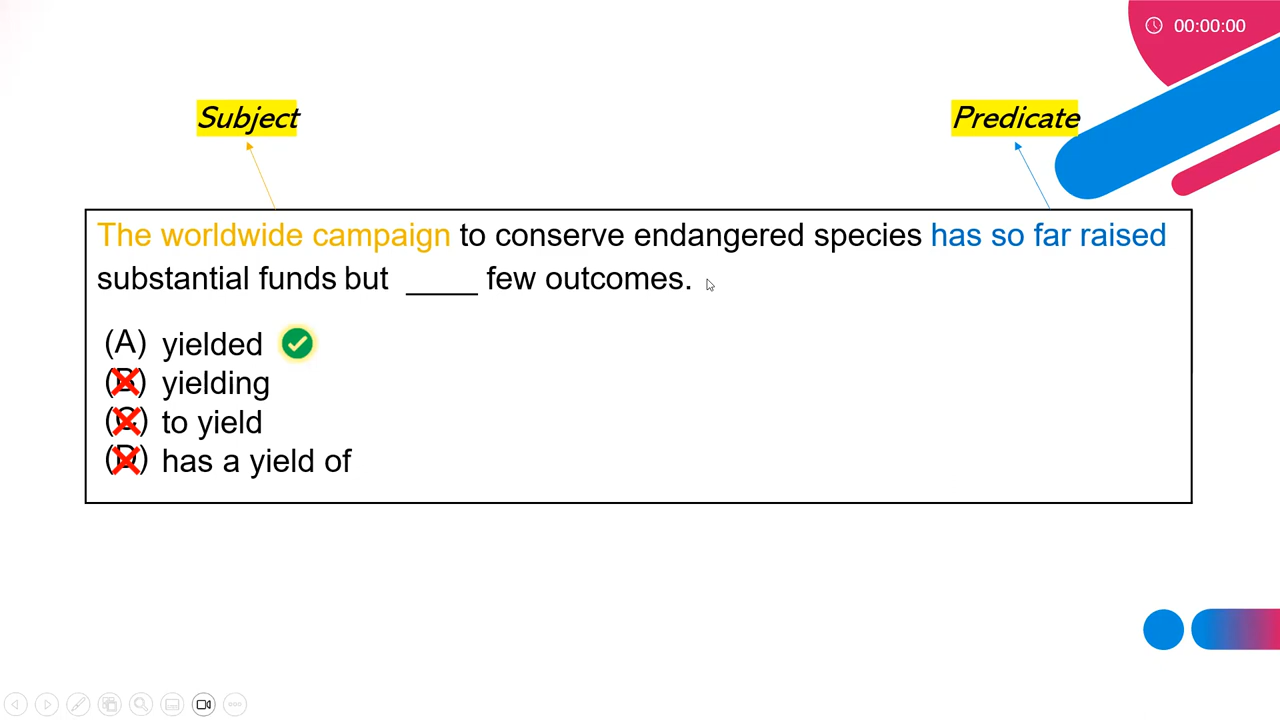 00:00:00
Subject
Predicate
The worldwide campaign to conserve endangered species has so far raised
substantial funds but ____ few outcomes.
(A) yielded
(B) yielding
(C) to yield
(D) has a yield of